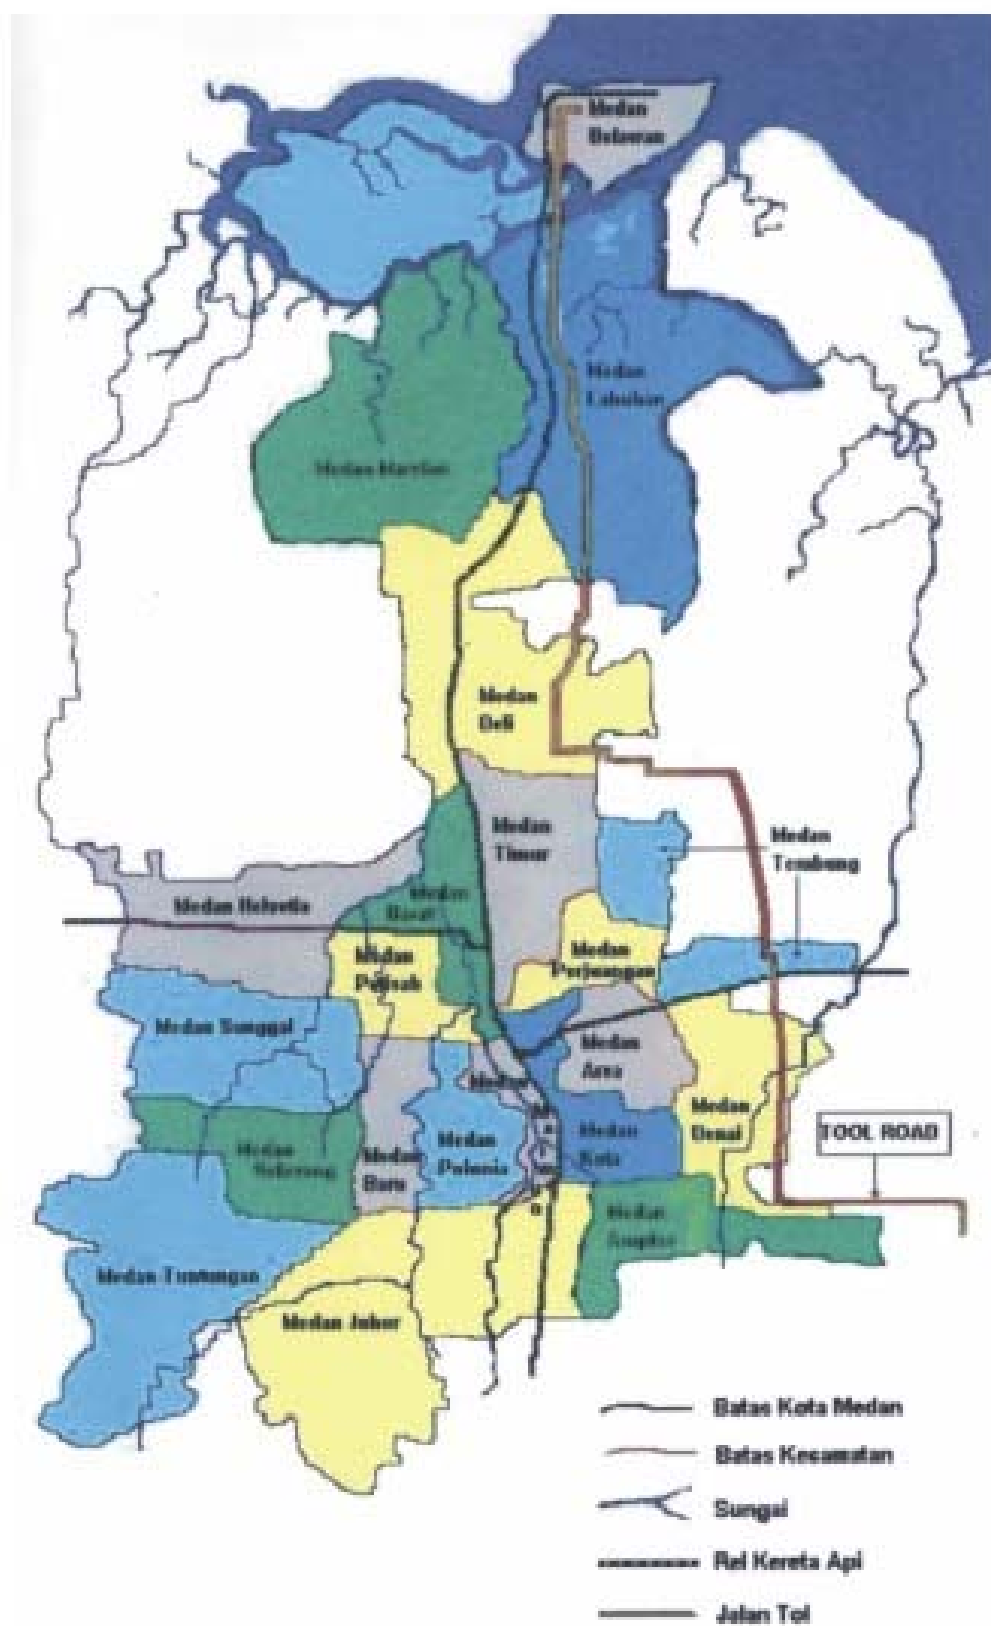 Medan
Belawan
Medan
Labuhan
Medan Marelan
Medan
Deli
Medan
Timur
Medan
Tembung
Medan Helvetia
Medan
Barat
Medan
Petisah
Medan
Perjuangan
Medan Sunggal
Medan
Area
Medan
Medan
Denai
TOOL ROAD
Medan
Kota
Medan
Polonia
Medan
Baru
Medan
Medan
Medan Tuntungan
Medan Johor
Batas Kota Medan
Batas Kecamatan
Sungai
Rel Kereta Api
Jalan Tol